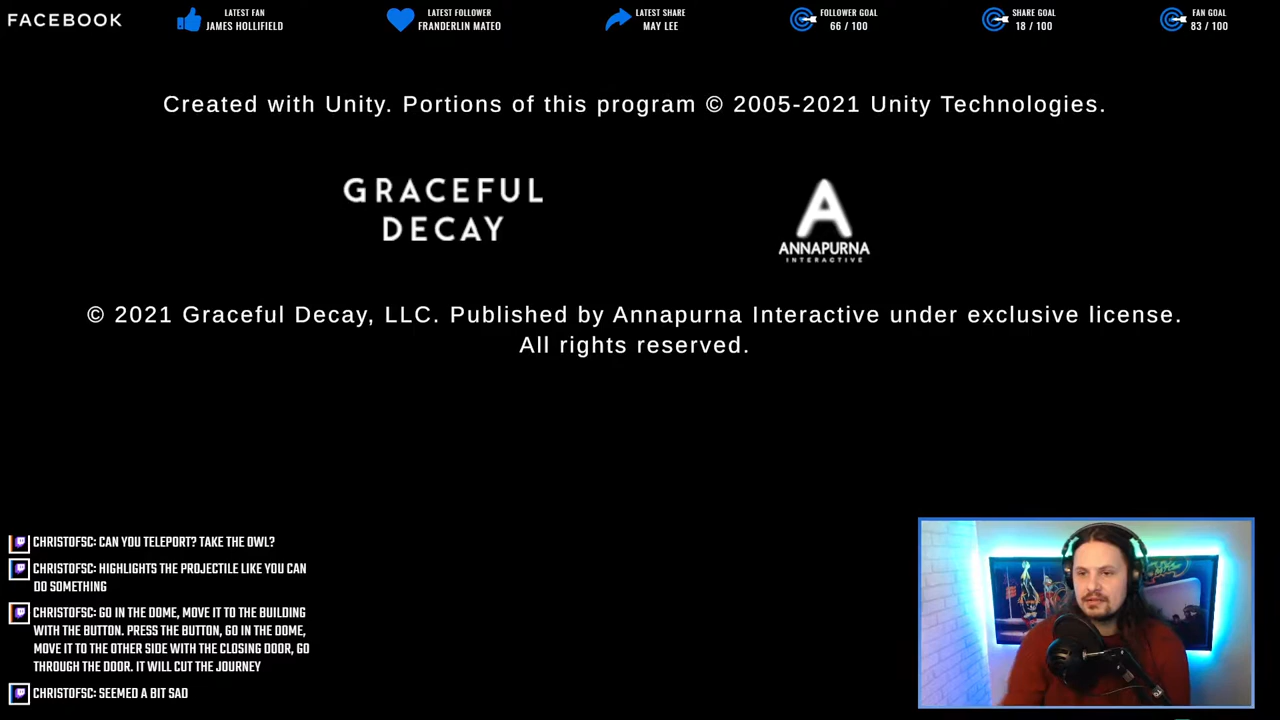 FACEBOOK
LATEST FAN
JAMES HOLLIFIELD
LATEST FOLLOWER
FRANDERLIN MATEO
LATEST SHARE
MAY LEE
FOLLOWER GOAL
66 / 100
SHARE GOAL
18 / 100
FAN GOAL
83 / 100
Created with Unity. Portions of this program © 2005-2021 Unity Technologies.
GRACEFUL
DECAY
A
ANNAPURNA
INTERACTIVE
© 2021 Graceful Decay, LLC. Published by Annapurna Interactive under exclusive license.
All rights reserved.
CHRISTOFSC: CAN YOU TELEPORT? TAKE THE OWL?
CHRISTOFSC: HIGHLIGHTS THE PROJECTILE LIKE YOU CAN
DO SOMETHING
CHRISTOFSC: GO IN THE DOME, MOVE IT TO THE BUILDING
WITH THE BUTTON. PRESS THE BUTTON, GO IN THE DOME,
MOVE IT TO THE OTHER SIDE WITH THE CLOSING DOOR, GO
THROUGH THE DOOR. IT WILL CUT THE JOURNEY
CHRISTOFSC: SEEMED A BIT SAD